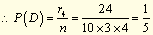 ∴ P(D) = r₄/n = 24/(10×3×4) = 1/5